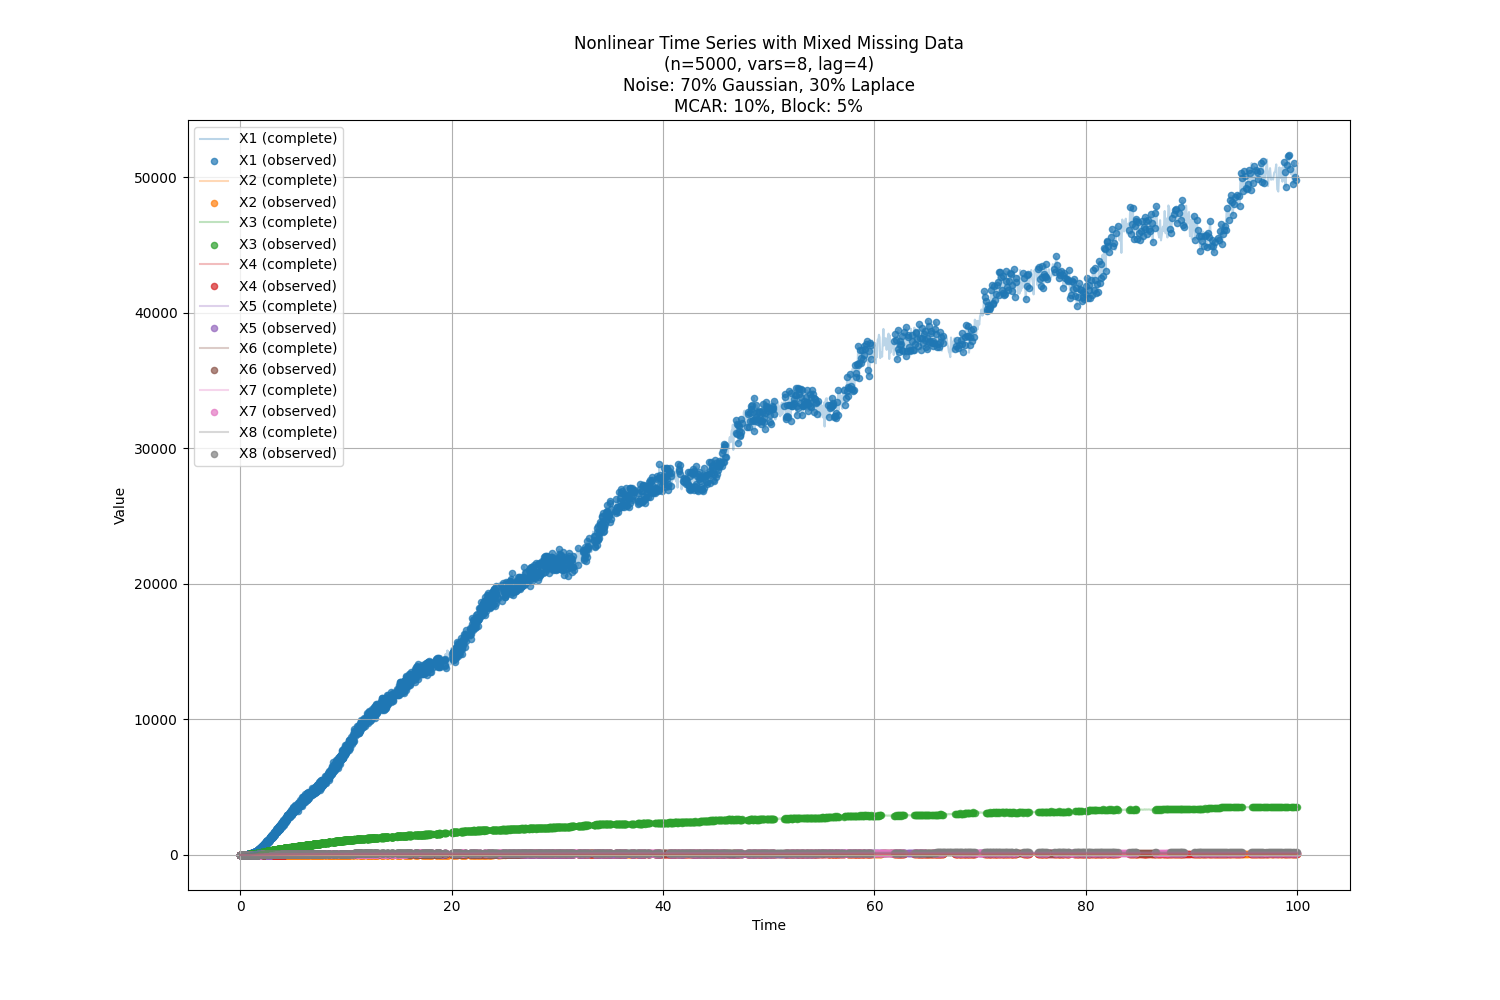 Nonlinear Time Series with Mixed Missing Data
(n=5000, vars=8, lag=4)
Noise: 70% Gaussian, 30% Laplace
MCAR: 10%, Block: 5%
X1 (complete)
X1 (observed)
X2 (complete)
X2 (observed)
X3 (complete)
X3 (observed)
X4 (complete)
X4 (observed)
X5 (complete)
X5 (observed)
X6 (complete)
X6 (observed)
X7 (complete)
X7 (observed)
X8 (complete)
X8 (observed)
50000
40000
30000
20000
10000
0
Value
0 20 40 60 80 100
Time